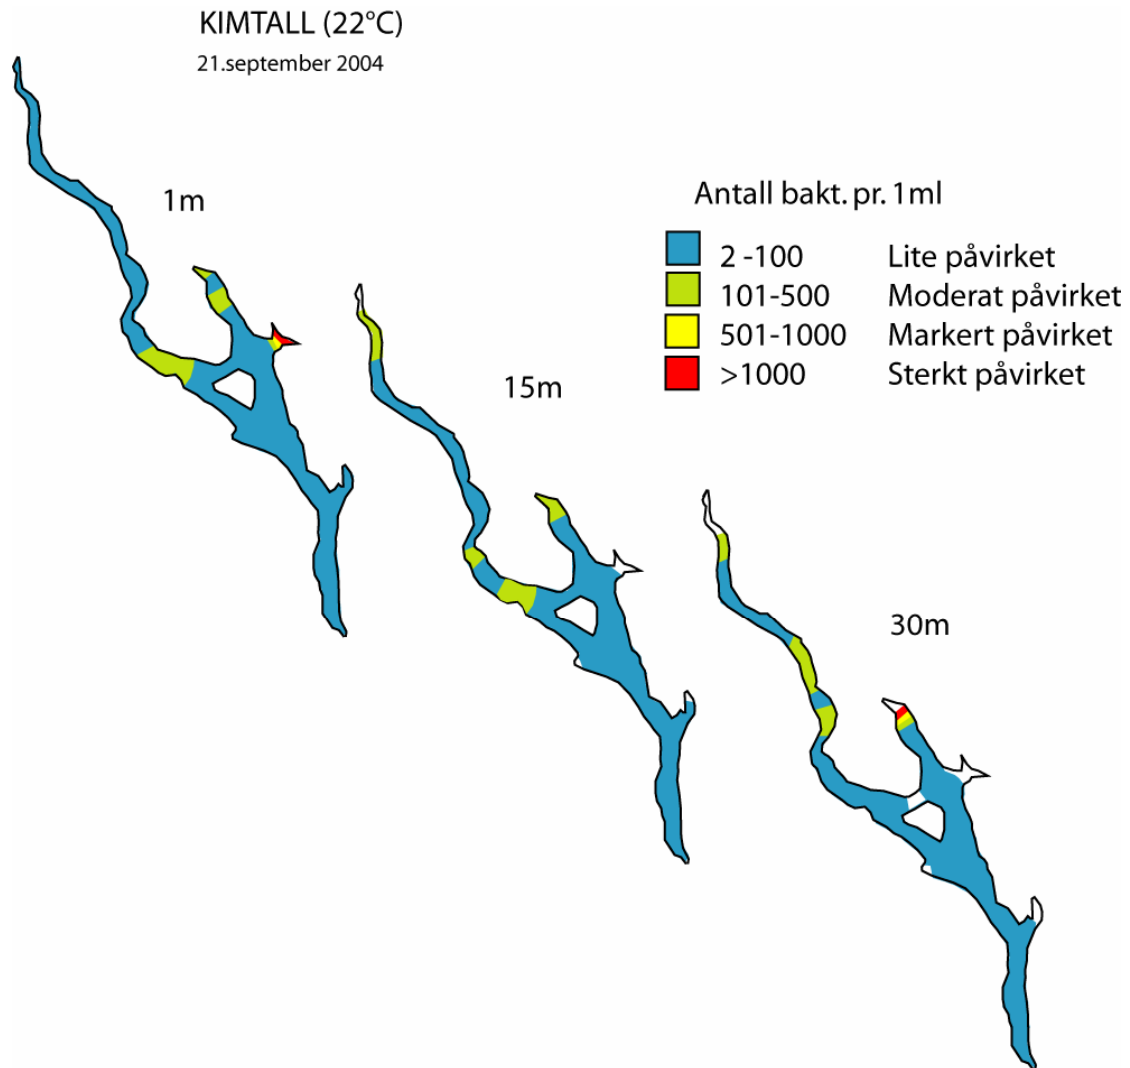 KIMTALL (22°C)
21.september 2004
1m
15m
30m
Antall bakt. pr. 1ml
2 -100 Lite påvirket
101-500 Moderat påvirket
501-1000 Markert påvirket
>1000 Sterkt påvirket